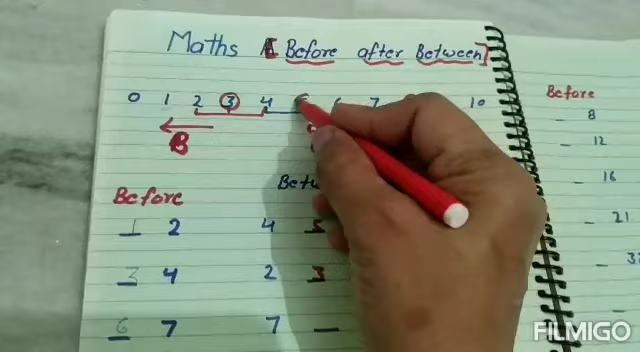 Maths [Before after Between]
0 1 2 3 4 5 7 10
B
Before
1 2 4 5
3 4 2 3
6 7 7 _
Before
_ 8
_ 12
_ 16
_ 21
_
FILMIGO